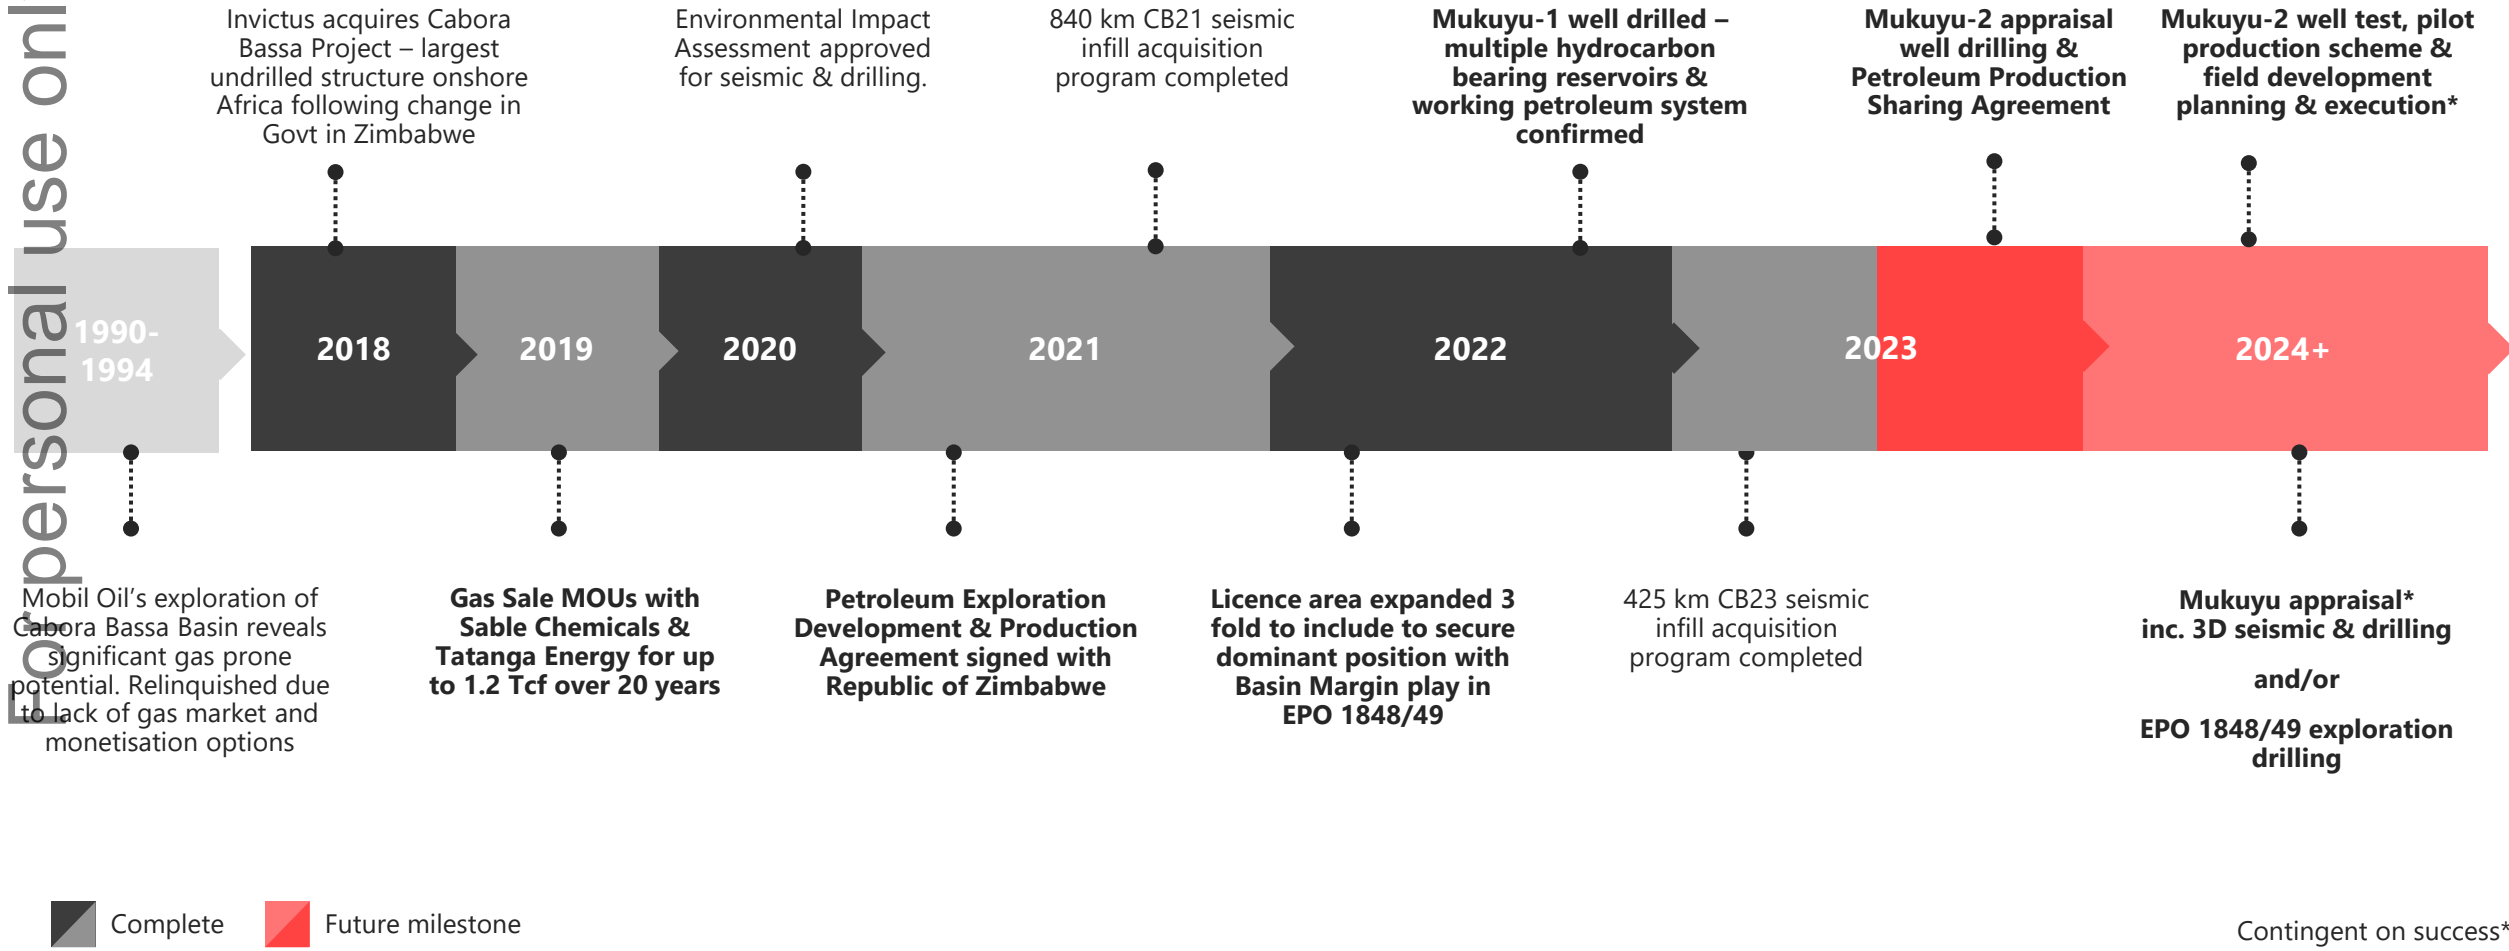 For personal use onl
Invictus acquires Cabora
Bassa Project – largest
undrilled structure onshore
Africa following change in
Govt in Zimbabwe
Environmental Impact
Assessment approved
for seismic & drilling.
840 km CB21 seismic
infill acquisition
program completed
Mukuyu-1 well drilled –
multiple hydrocarbon
bearing reservoirs &
working petroleum system
confirmed
Mukuyu-2 appraisal
well drilling &
Petroleum Production
Sharing Agreement
Mukuyu-2 well test, pilot
production scheme &
field development
planning & execution*
1990-
1994
2018
2019
2020
2021
2022
2023
2024+
Mobil Oil’s exploration of
Cabora Bassa Basin reveals
significant gas prone
potential. Relinquished due
to lack of gas market and
monetisation options
Gas Sale MOUs with
Sable Chemicals &
Tatanga Energy for up
to 1.2 Tcf over 20 years
Petroleum Exploration
Development & Production
Agreement signed with
Republic of Zimbabwe
Licence area expanded 3
fold to include to secure
dominant position with
Basin Margin play in
EPO 1848/49
425 km CB23 seismic
infill acquisition
program completed
Mukuyu appraisal*
inc. 3D seismic & drilling
and/or
EPO 1848/49 exploration
drilling
Complete
Future milestone
Contingent on success*